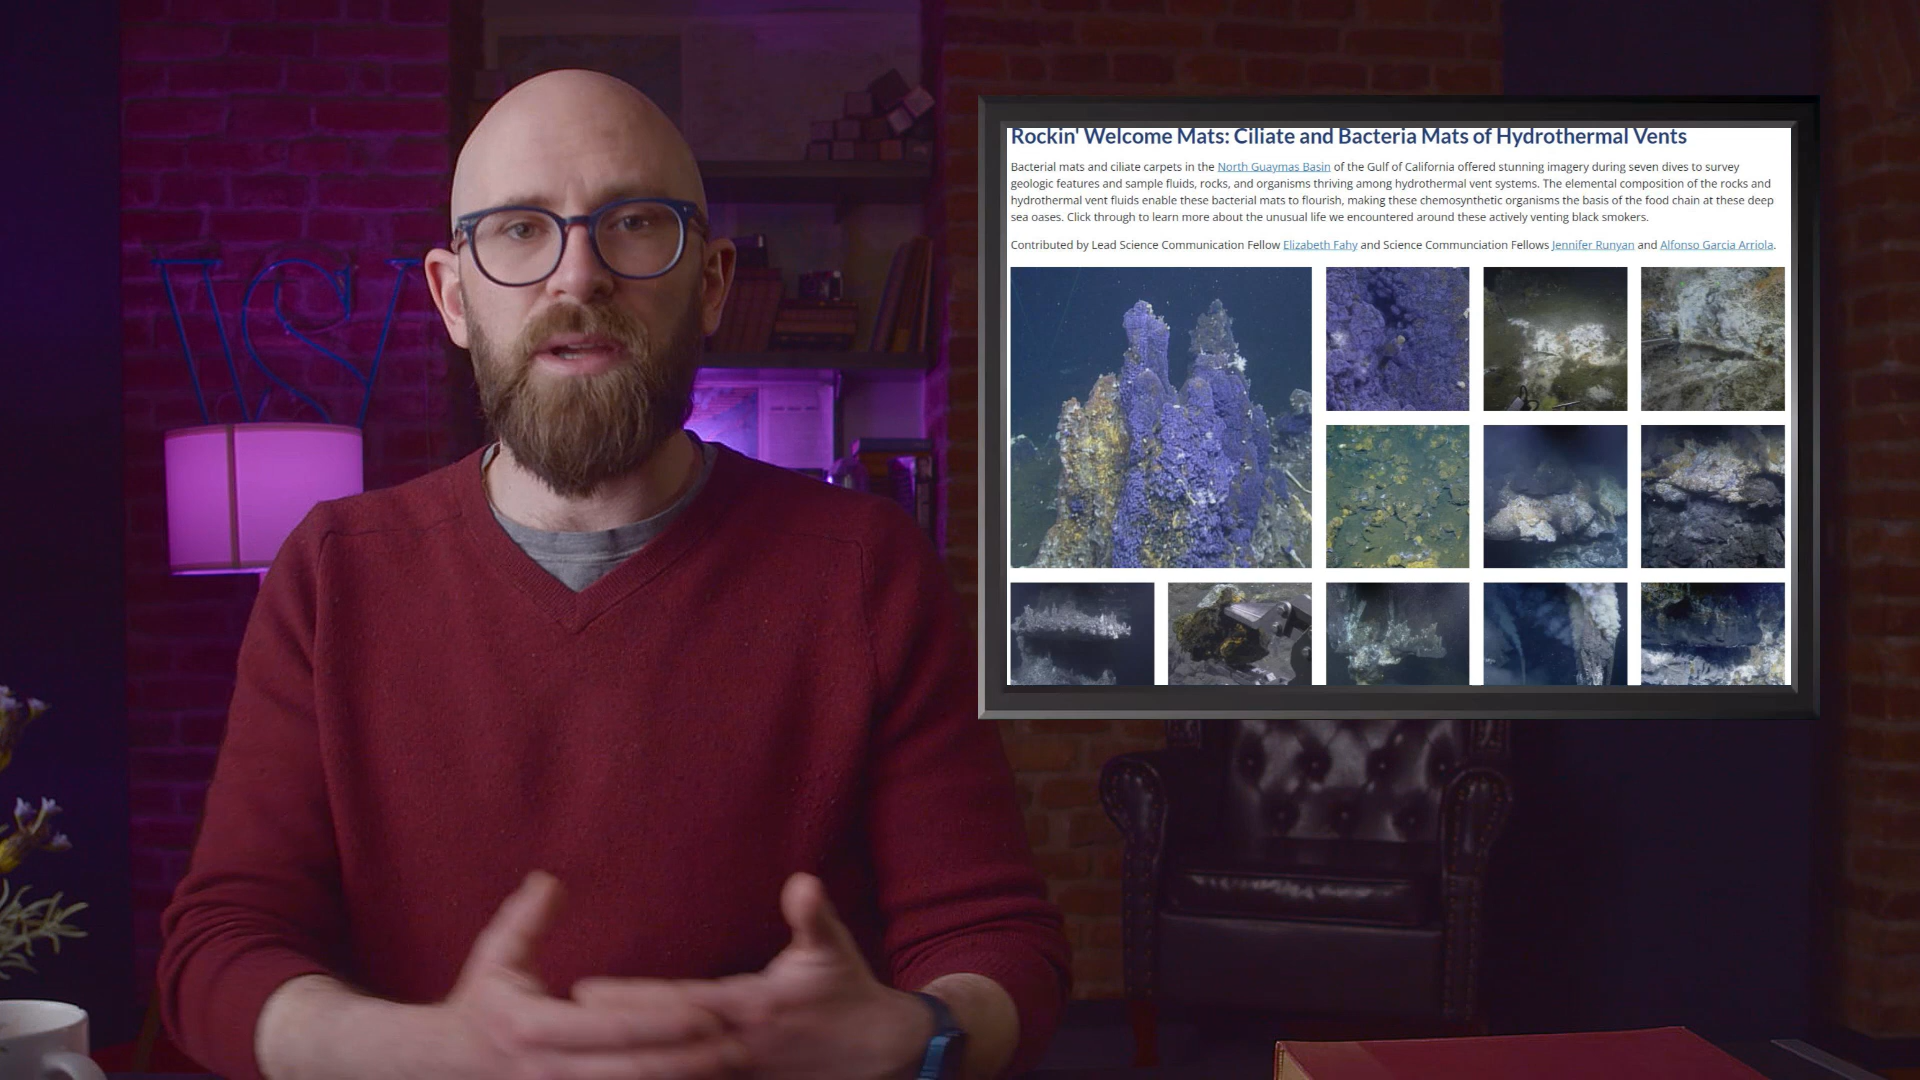 Rockin' Welcome Mats: Ciliate and Bacteria Mats of Hydrothermal Vents
Bacterial mats and ciliate carpets in the North Guaymas Basin of the Gulf of California offered stunning imagery during seven dives to survey
geologic features and sample fluids, rocks, and organisms thriving among hydrothermal vent systems. The elemental composition of the rocks and
hydrothermal vent fluids enable these bacterial mats to flourish, making these chemosynthetic organisms the basis of the food chain at these deep
sea oases. Click through to learn more about the unusual life we encountered around these actively venting black smokers.
Contributed by Lead Science Communication Fellow Elizabeth Fahy and Science Communciation Fellows Jennifer Runyan and Alfonso Garcia Arriola.
VS